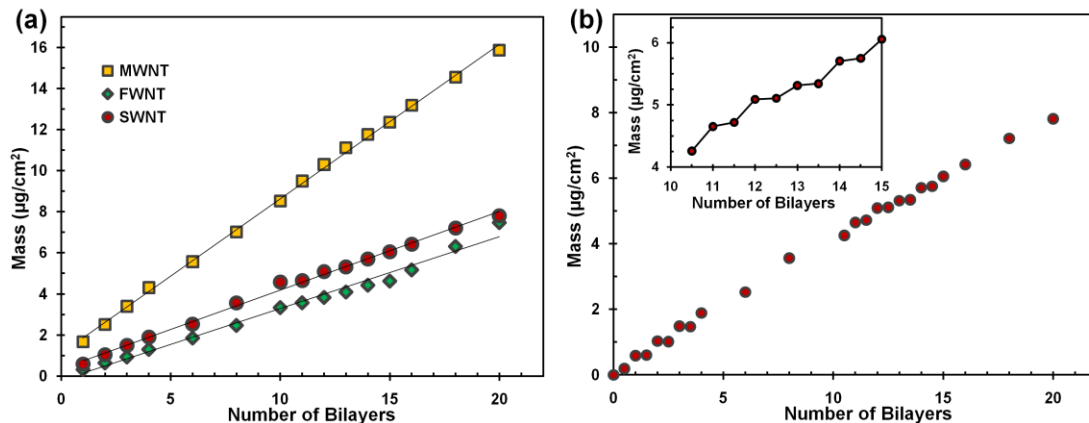 (a)
16
14
12
10
8
6
4
2
0
Mass (µg/cm²)
MWNT
FWNT
SWNT
0 5 10 15 20
Number of Bilayers
(b)
10
8
6
4
2
0
Mass (µg/cm²)
6
5
4
Mass (µg/cm²)
10 11 12 13 14 15
Number of Bilayers
0 5 10 15 20
Number of Bilayers